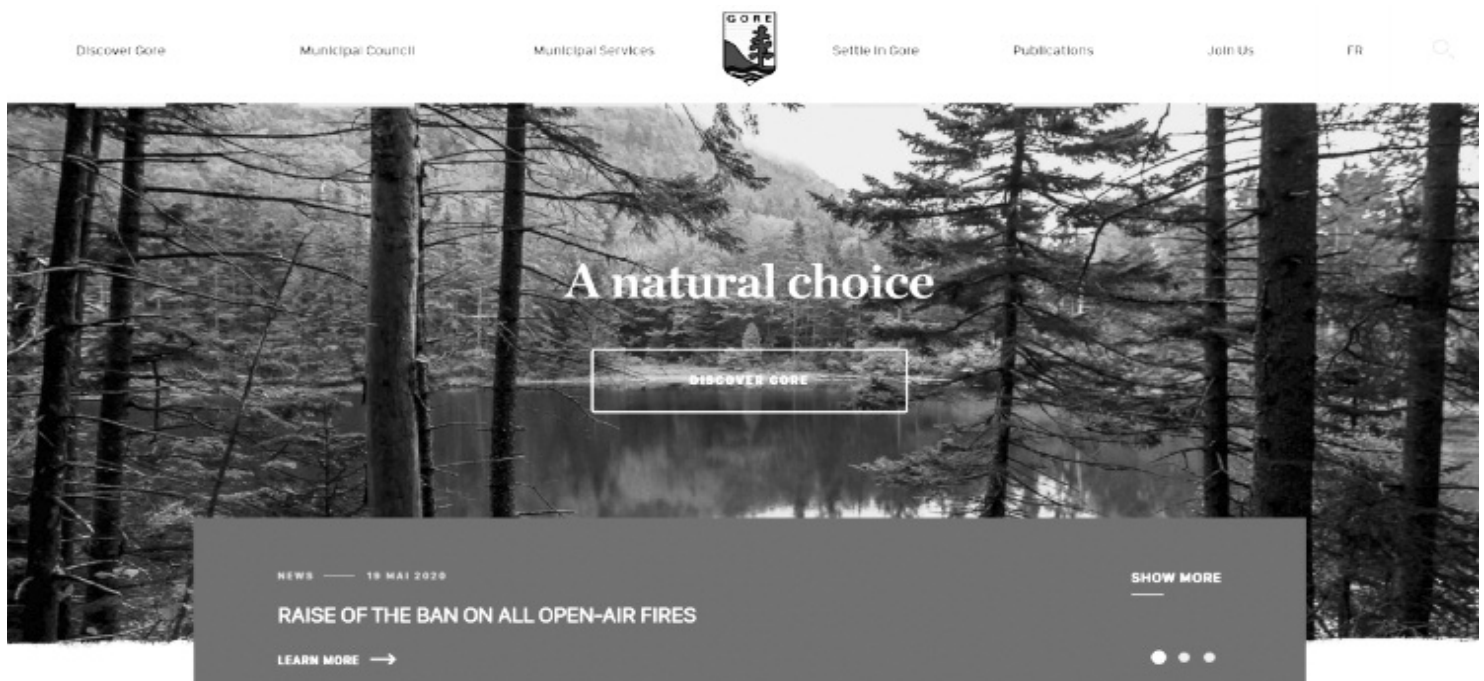 Discover Gore
Municipal Council
Municipal Services
GORE
Settle in Gore
Publications
Join Us
FR
A natural choice
DISCOVER GORE
NEWS
19 MAI 2020
SHOW MORE
RAISE OF THE BAN ON ALL OPEN-AIR FIRES
LEARN MORE